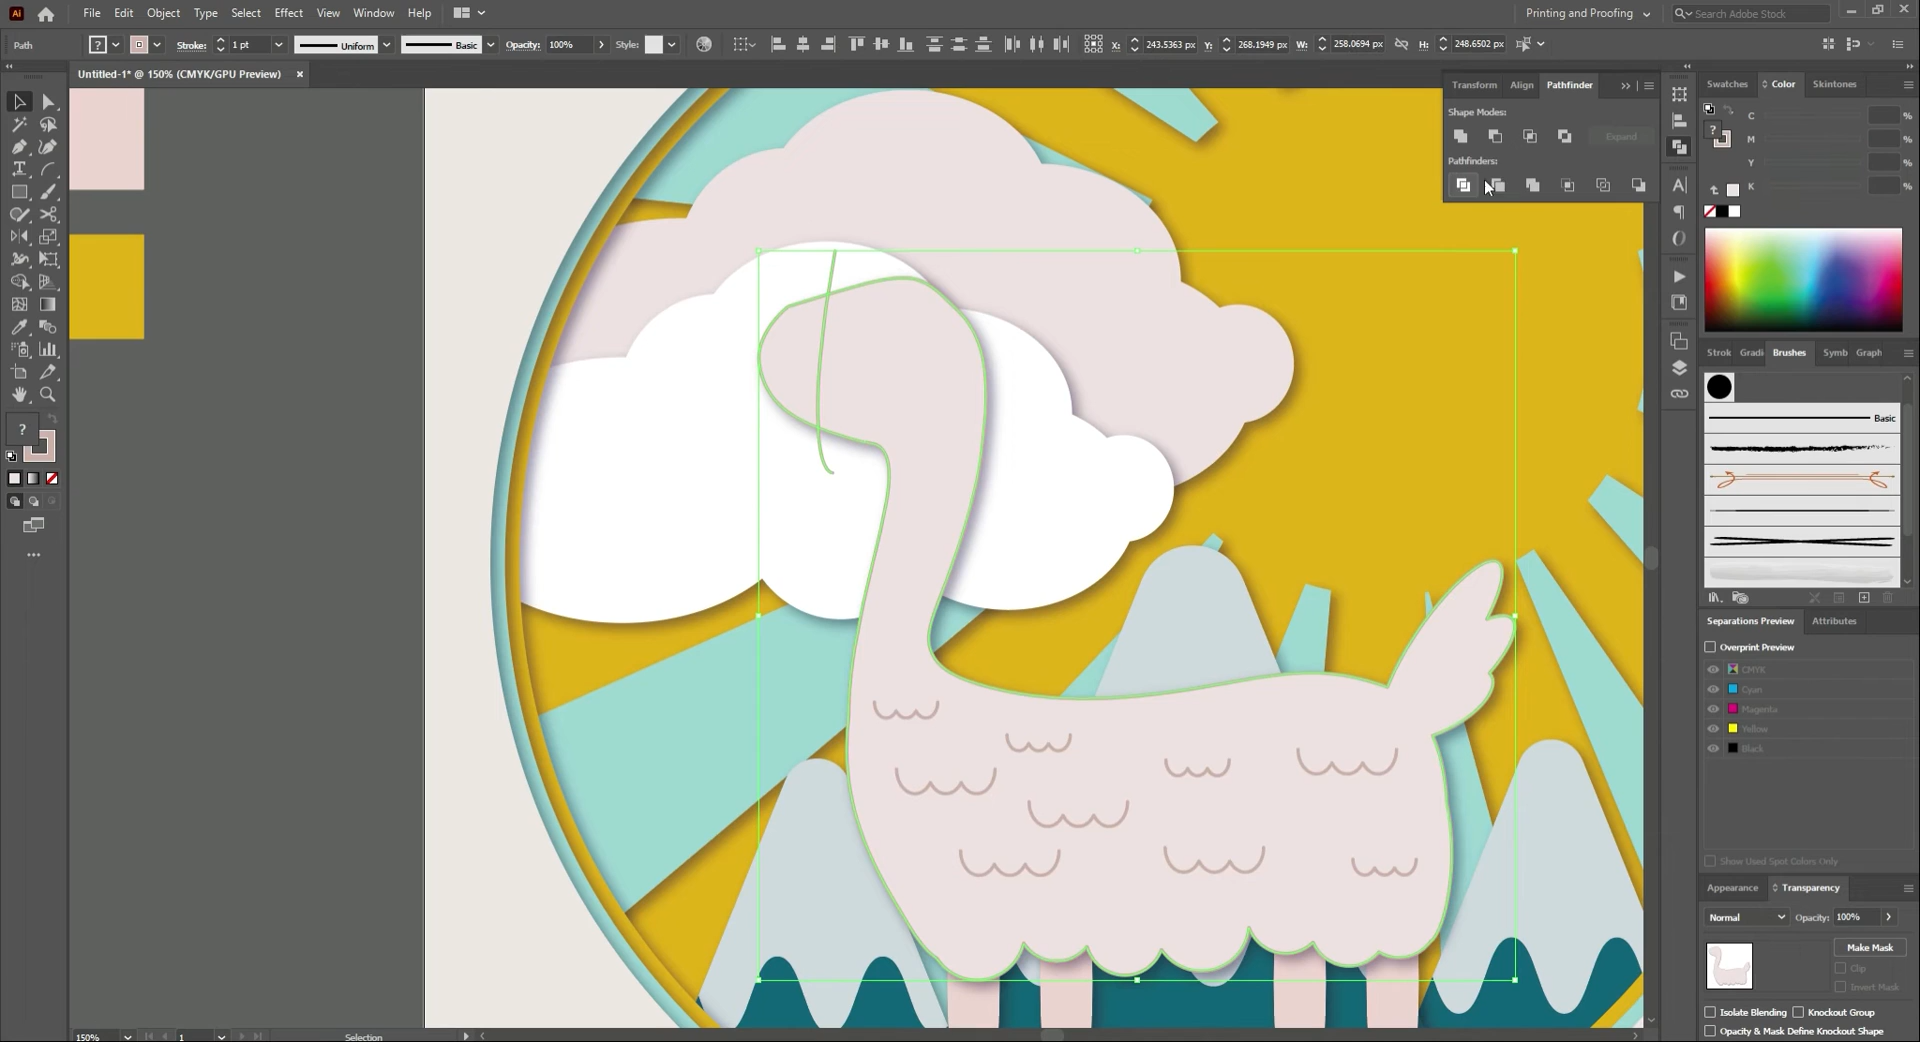 Ai File Edit Object Type Select Effect View Window Help Printing and Proofing Search Adobe Stock
Path ? Stroke: 1 pt Uniform Basic Opacity: 100% Style: X: 243.5363 px Y: 268.1949 px W: 258.0694 px H: 248.6502 px
Untitled-1* @ 150% (CMYK/GPU Preview) ×
Transform Align Pathfinder
Shape Modes:
Expand
Pathfinders:
Swatches Color Skintones
C %
M %
Y %
K %
Strok Gradi Brushes Symb Graph
Basic
Separations Preview Attributes
Overprint Preview
CMYK
Cyan
Magenta
Yellow
Black
Show Used Spot Colors Only
Appearance Transparency
Normal Opacity: 100%
Make Mask
Clip
Invert Mask
Isolate Blending Knockout Group
Opacity & Mask Define Knockout Shape
150% 1 Selection